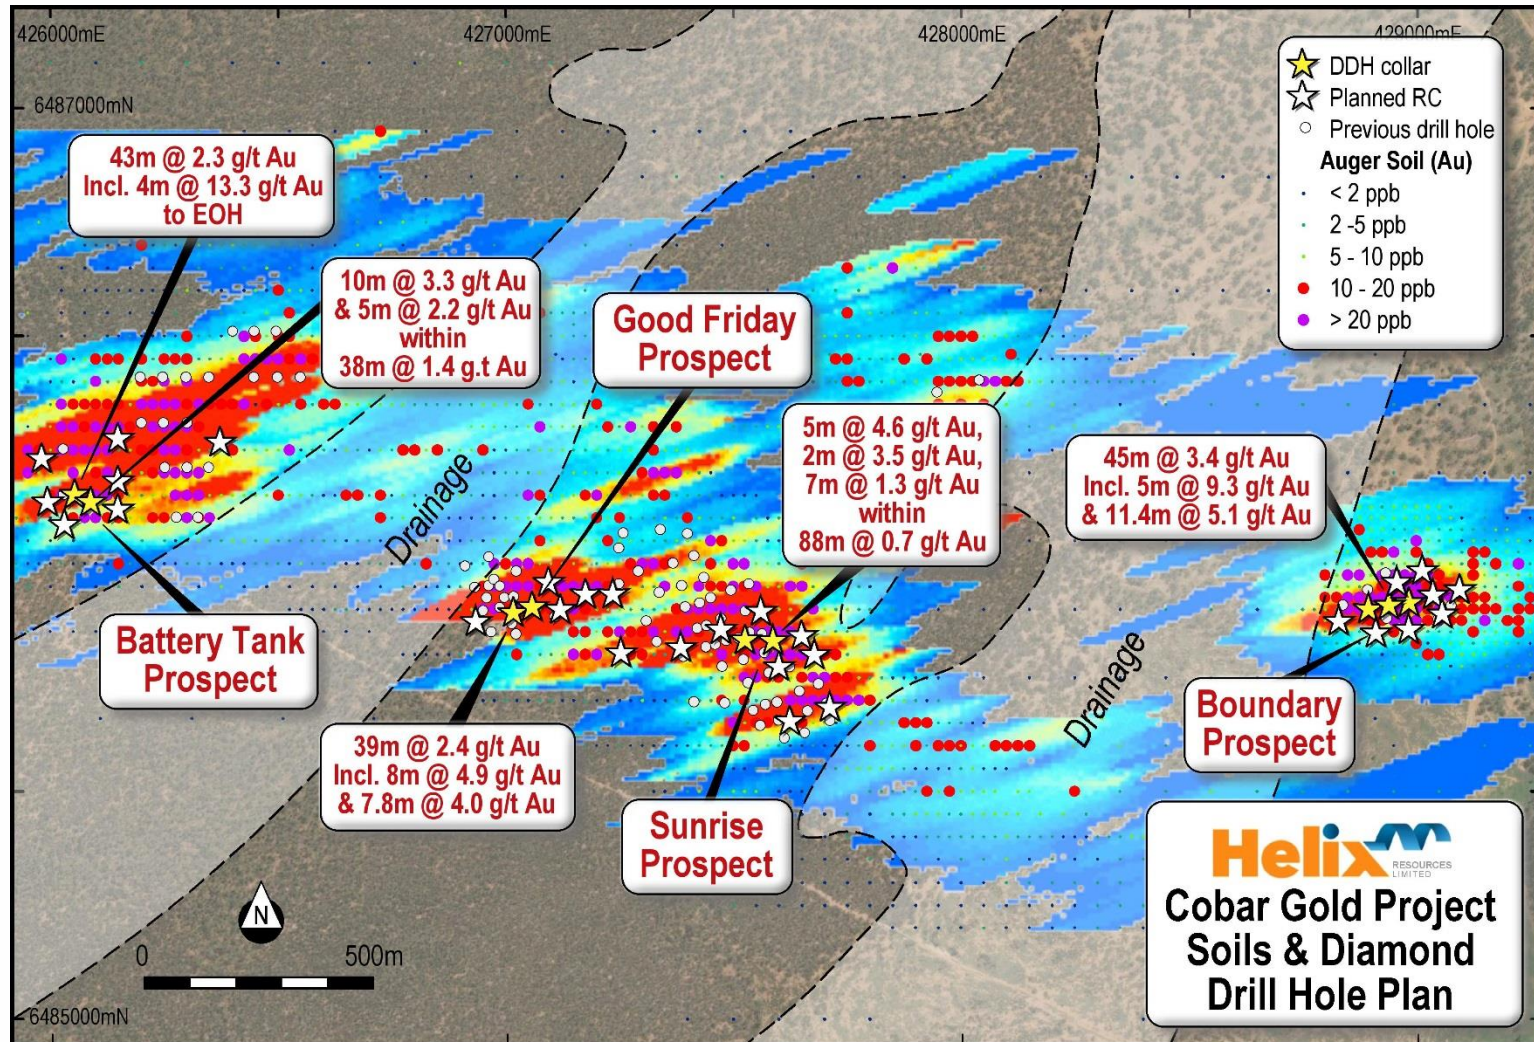 426000mE
427000mE
428000mE
429000mE
6487000mN
DDH collar
Planned RC
Previous drill hole
Auger Soil (Au)
< 2 ppb
2 -5 ppb
5 - 10 ppb
10 - 20 ppb
> 20 ppb
43m @ 2.3 g/t Au
Incl. 4m @ 13.3 g/t Au
to EOH
10m @ 3.3 g/t Au
& 5m @ 2.2 g/t Au
within
38m @ 1.4 g.t Au
Good Friday
Prospect
5m @ 4.6 g/t Au,
2m @ 3.5 g/t Au,
7m @ 1.3 g/t Au
within
88m @ 0.7 g/t Au
45m @ 3.4 g/t Au
Incl. 5m @ 9.3 g/t Au
& 11.4m @ 5.1 g/t Au
Drainage
Battery Tank
Prospect
Drainage
Boundary
Prospect
39m @ 2.4 g/t Au
Incl. 8m @ 4.9 g/t Au
& 7.8m @ 4.0 g/t Au
Sunrise
Prospect
Helix
RESOURCES
LIMITED
Cobar Gold Project
Soils & Diamond
Drill Hole Plan
N
0
500m
6485000mN